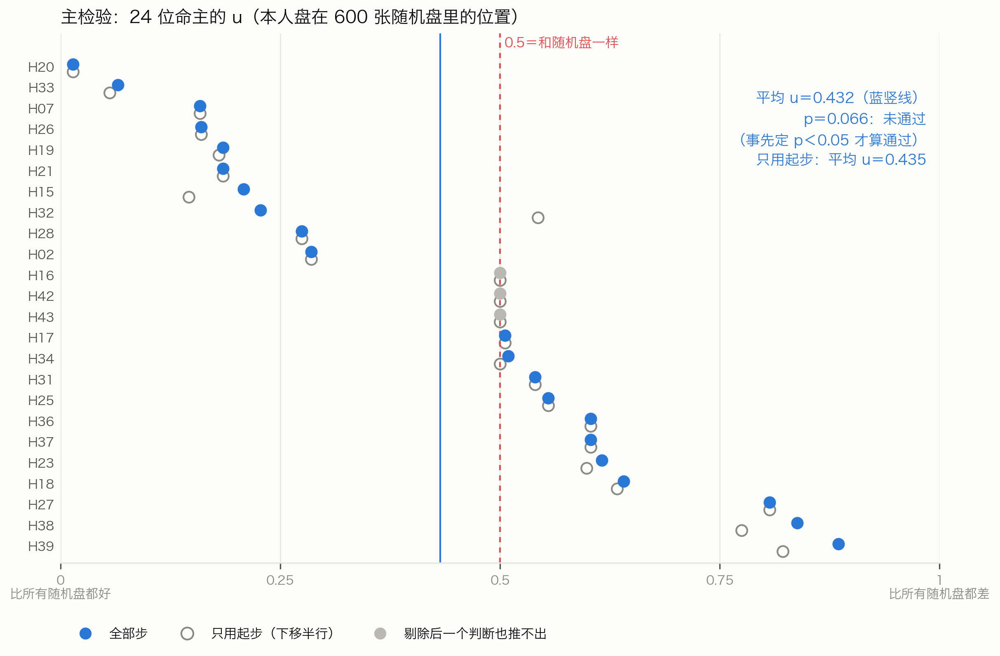 主检验：24 位命主的 u（本人盘在 600 张随机盘里的位置）
0.5＝和随机盘一样
平均 u＝0.432（蓝竖线）
p＝0.066：未通过
（事先定 p＜0.05 才算通过）
只用起步：平均 u＝0.435
H20
H33
H07
H26
H19
H21
H15
H32
H28
H02
H16
H42
H43
H17
H34
H31
H25
H36
H37
H23
H18
H27
H38
H39
0
0.25
0.5
0.75
1
比所有随机盘都好
比所有随机盘都差
全部步
只用起步（下移半行）
剔除后一个判断也推不出